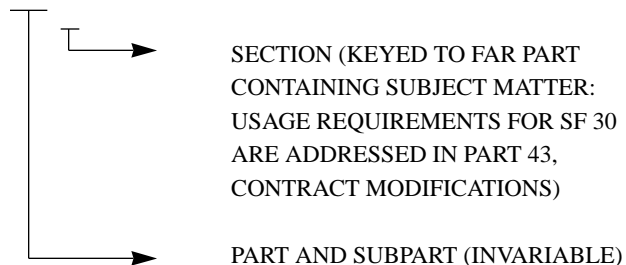 SECTION (KEYED TO FAR PART
CONTAINING SUBJECT MATTER:
USAGE REQUIREMENTS FOR SF 30
ARE ADDRESSED IN PART 43,
CONTRACT MODIFICATIONS)
PART AND SUBPART (INVARIABLE)